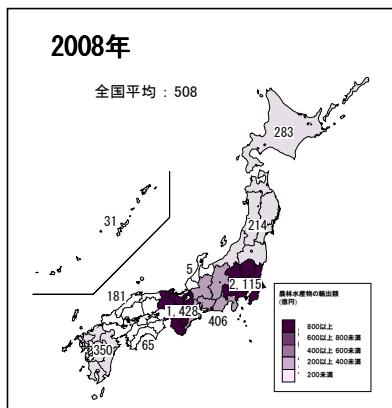 2008年
全国平均 : 508
283
31
214
5
2,115
181
1,428
406
350
65
農林水産物の輸出額
(億円)
800以上
600以上 800未満
400以上 600未満
200以上 400未満
200未満